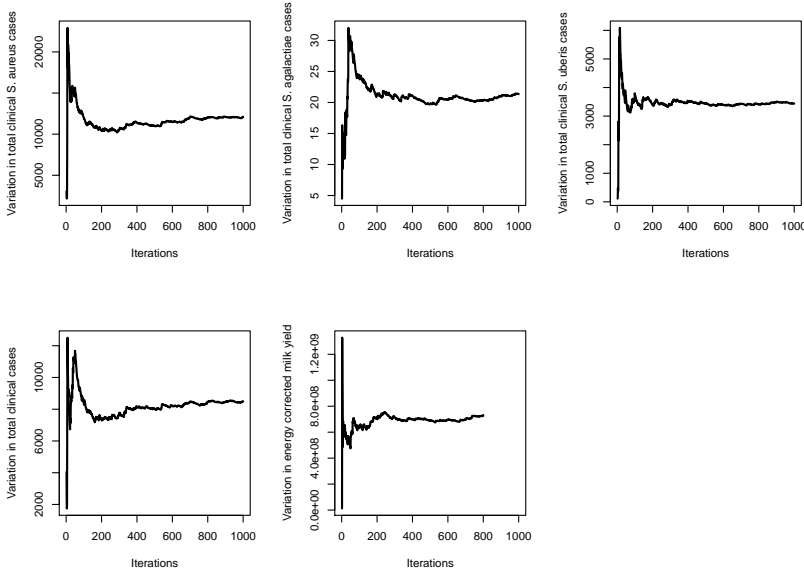 Variation in total clinical S. aureus cases
5000
10000
20000
0 200 400 600 800 1000
Iterations
Variation in total clinical S. agalactiae cases
5 10 15 20 25 30
0 200 400 600 800 1000
Iterations
Variation in total clinical S. uberis cases
0 1000 3000 6000
0 200 400 600 800 1000
Iterations
Variation in total clinical cases
2000 6000 10000
0 200 400 600 800 1000
Iterations
Variation in energy corrected milk yield
0.0e+00 4.0e+08 8.0e+08 1.2e+09
0 200 400 600 800 1000
Iterations